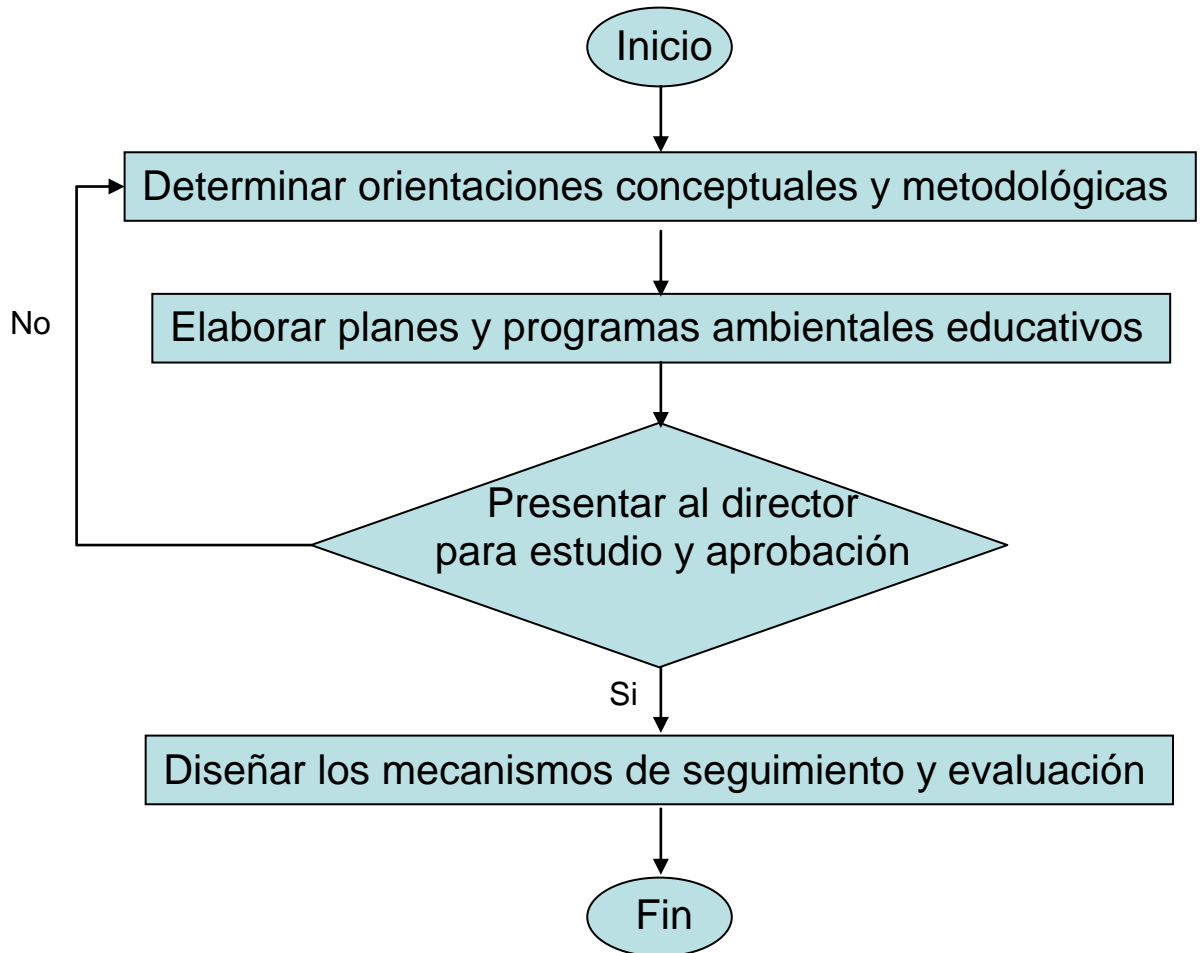 Inicio
Determinar orientaciones conceptuales y metodológicas
No
Elaborar planes y programas ambientales educativos
Presentar al director
para estudio y aprobación
Si
Diseñar los mecanismos de seguimiento y evaluación
Fin